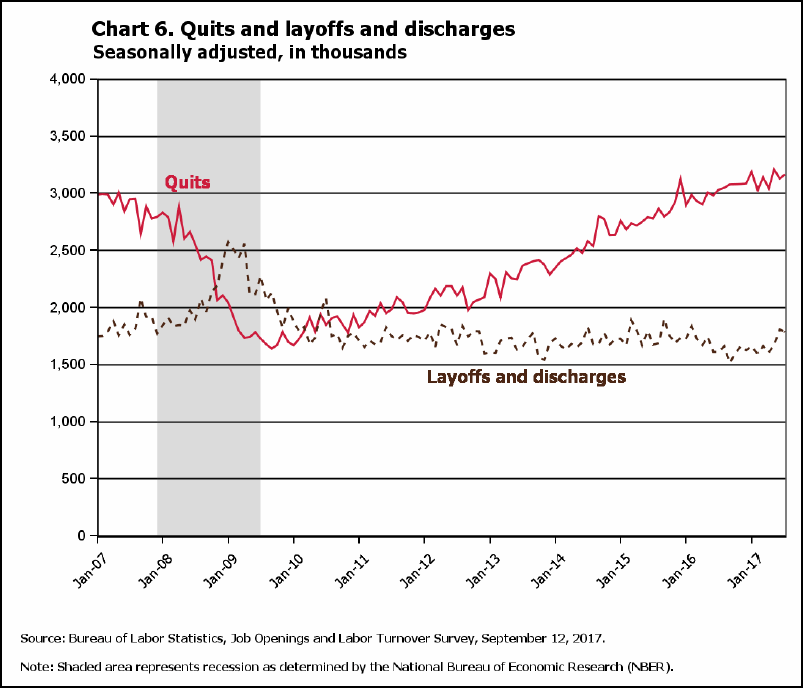 Chart 6. Quits and layoffs and discharges
Seasonally adjusted, in thousands
4,000
3,500
3,000
2,500
2,000
1,500
1,000
500
0
Quits
Layoffs and discharges
Jan-07
Jan-08
Jan-09
Jan-10
Jan-11
Jan-12
Jan-13
Jan-14
Jan-15
Jan-16
Jan-17
Source: Bureau of Labor Statistics, Job Openings and Labor Turnover Survey, September 12, 2017.
Note: Shaded area represents recession as determined by the National Bureau of Economic Research (NBER).